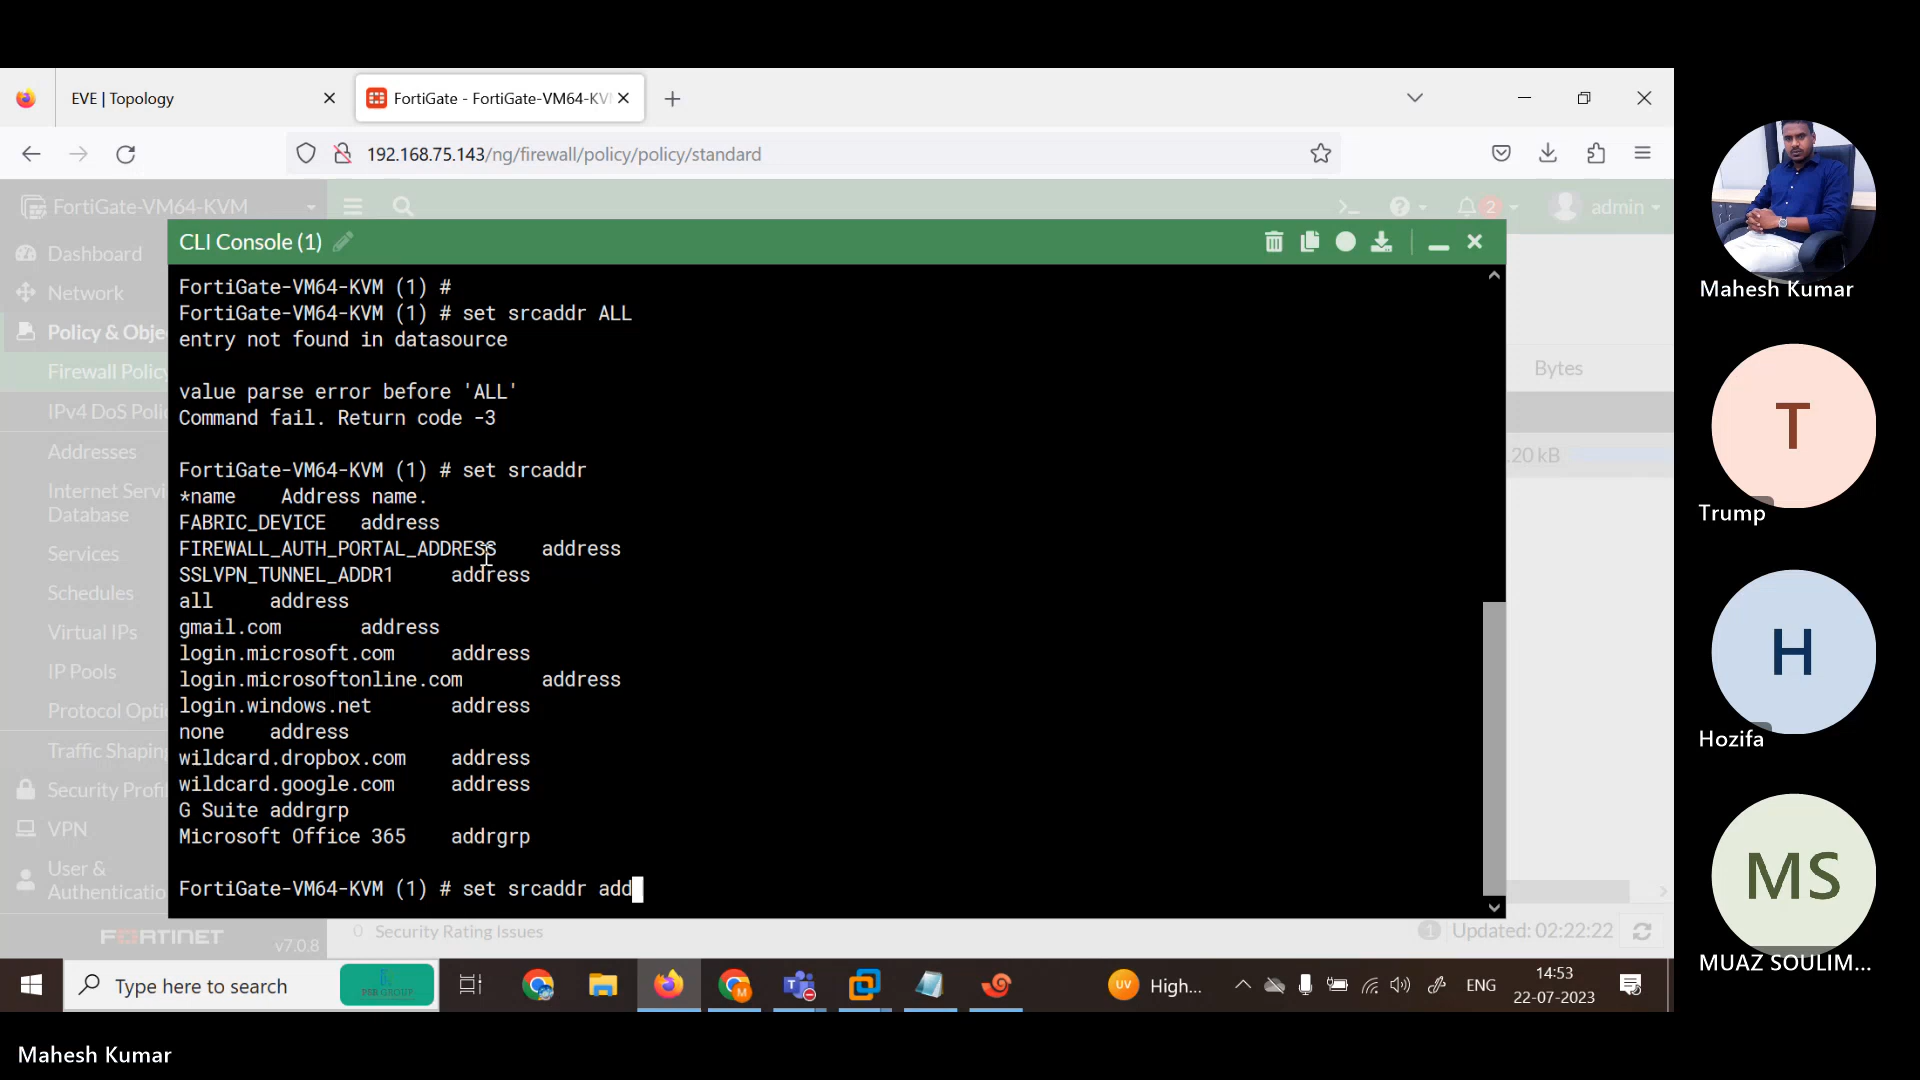 EVE | Topology
FortiGate - FortiGate-VM64-KV
192.168.75.143/ng/firewall/policy/policy/standard
FortiGate-VM64-KVM
2
admin
CLI Console (1)
Dashboard
Network
Policy & Obje
Firewall Policy
IPv4 DoS Poli
Addresses
Internet Servi
Database
Services
Schedules
Virtual IPs
IP Pools
Protocol Opti
Traffic Shapin
Security Profi
VPN
User &
Authenticatio
FORTINET
v7.0.8
FortiGate-VM64-KVM (1) #
FortiGate-VM64-KVM (1) # set srcaddr ALL
entry not found in datasource
value parse error before 'ALL'
Command fail. Return code -3
FortiGate-VM64-KVM (1) # set srcaddr
*name Address name.
FABRIC_DEVICE address
FIREWALL_AUTH_PORTAL_ADDRESS address
SSLVPN_TUNNEL_ADDR1 address
all address
gmail.com address
login.microsoft.com address
login.microsoftonline.com address
login.windows.net address
none address
wildcard.dropbox.com address
wildcard.google.com address
G Suite addrgrp
Microsoft Office 365 addrgrp
FortiGate-VM64-KVM (1) # set srcaddr add
Bytes
.20 kB
0 Security Rating Issues
1 Updated: 02:22:22
Type here to search
PSB GROUP
UV
High...
ENG
14:53
22-07-2023
Mahesh Kumar
T
Trump
H
Hozifa
MS
MUAZ SOULIM...
Mahesh Kumar